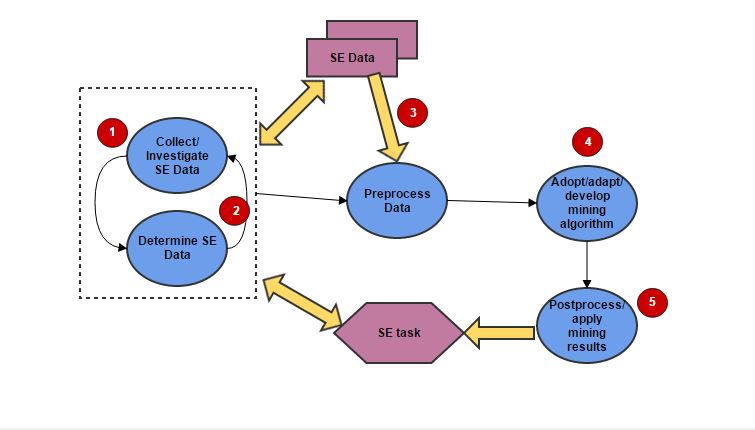 SE Data
3
1
Collect/
Investigate
SE Data
2
Determine SE
Data
Preprocess
Data
4
Adopt/adapt/
develop
mining
algorithm
Postprocess/
apply
mining
results
5
SE task